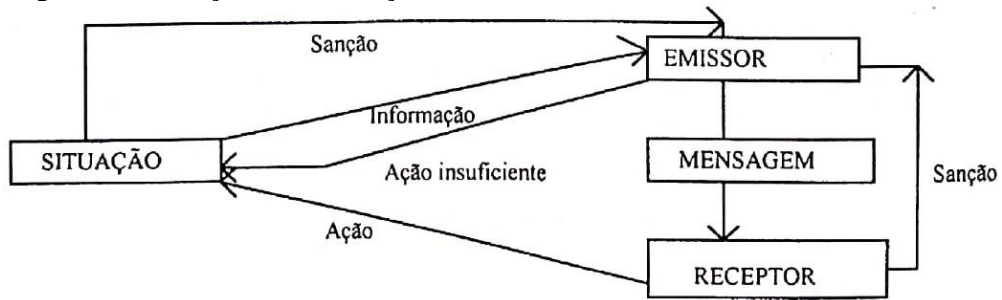 Sanção
EMISSOR
Informação
SITUAÇÃO
MENSAGEM
Ação insuficiente
Sanção
Ação
RECEPTOR